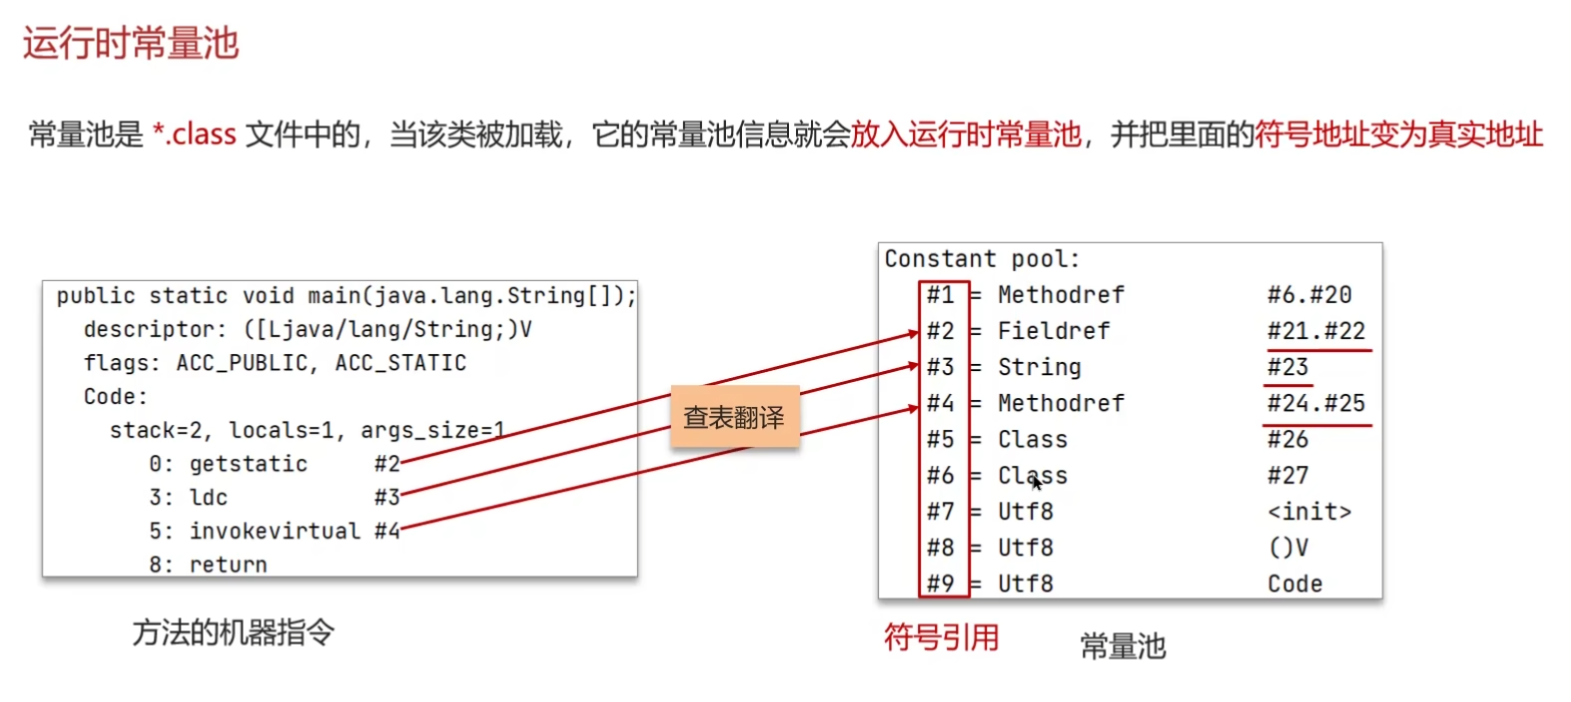 运行时常量池
常量池是 *.class 文件中的，当该类被加载，它的常量池信息就会放入运行时常量池，并把里面的符号地址变为真实地址
public static void main(java.lang.String[]);
descriptor: ([Ljava/lang/String;)V
flags: ACC_PUBLIC, ACC_STATIC
Code:
stack=2, locals=1, args_size=1
0: getstatic #2
3: ldc #3
5: invokevirtual #4
8: return
方法的机器指令
查表翻译
Constant pool:
#1 = Methodref #6.#20
#2 = Fieldref #21.#22
#3 = String #23
#4 = Methodref #24.#25
#5 = Class #26
#6 = Class #27
#7 = Utf8 <init>
#8 = Utf8 ()V
#9 = Utf8 Code
符号引用
常量池